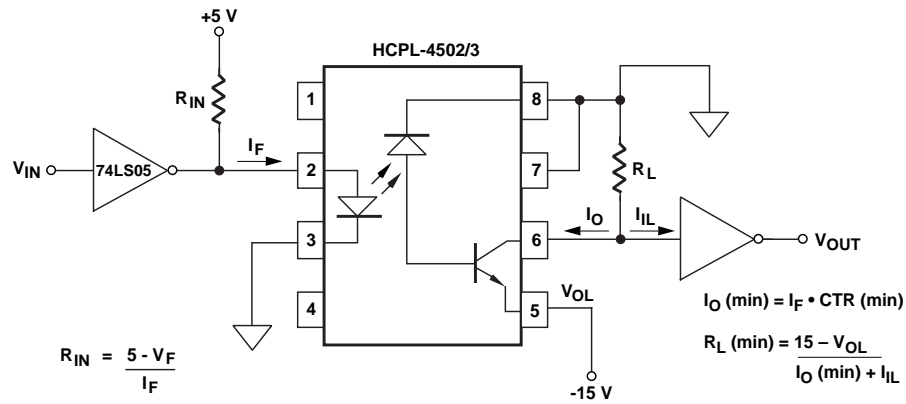 +5 V
HCPL-4502/3
R_IN
V_IN
74LS05
I_F
1
2
3
4
8
7
6
5
R_L
I_O
I_IL
V_OUT
V_OL
-15 V
R_IN = 5 - V_F / I_F
I_O (min) = I_F • CTR (min)
R_L (min) = 15 – V_OL / I_O (min) + I_IL